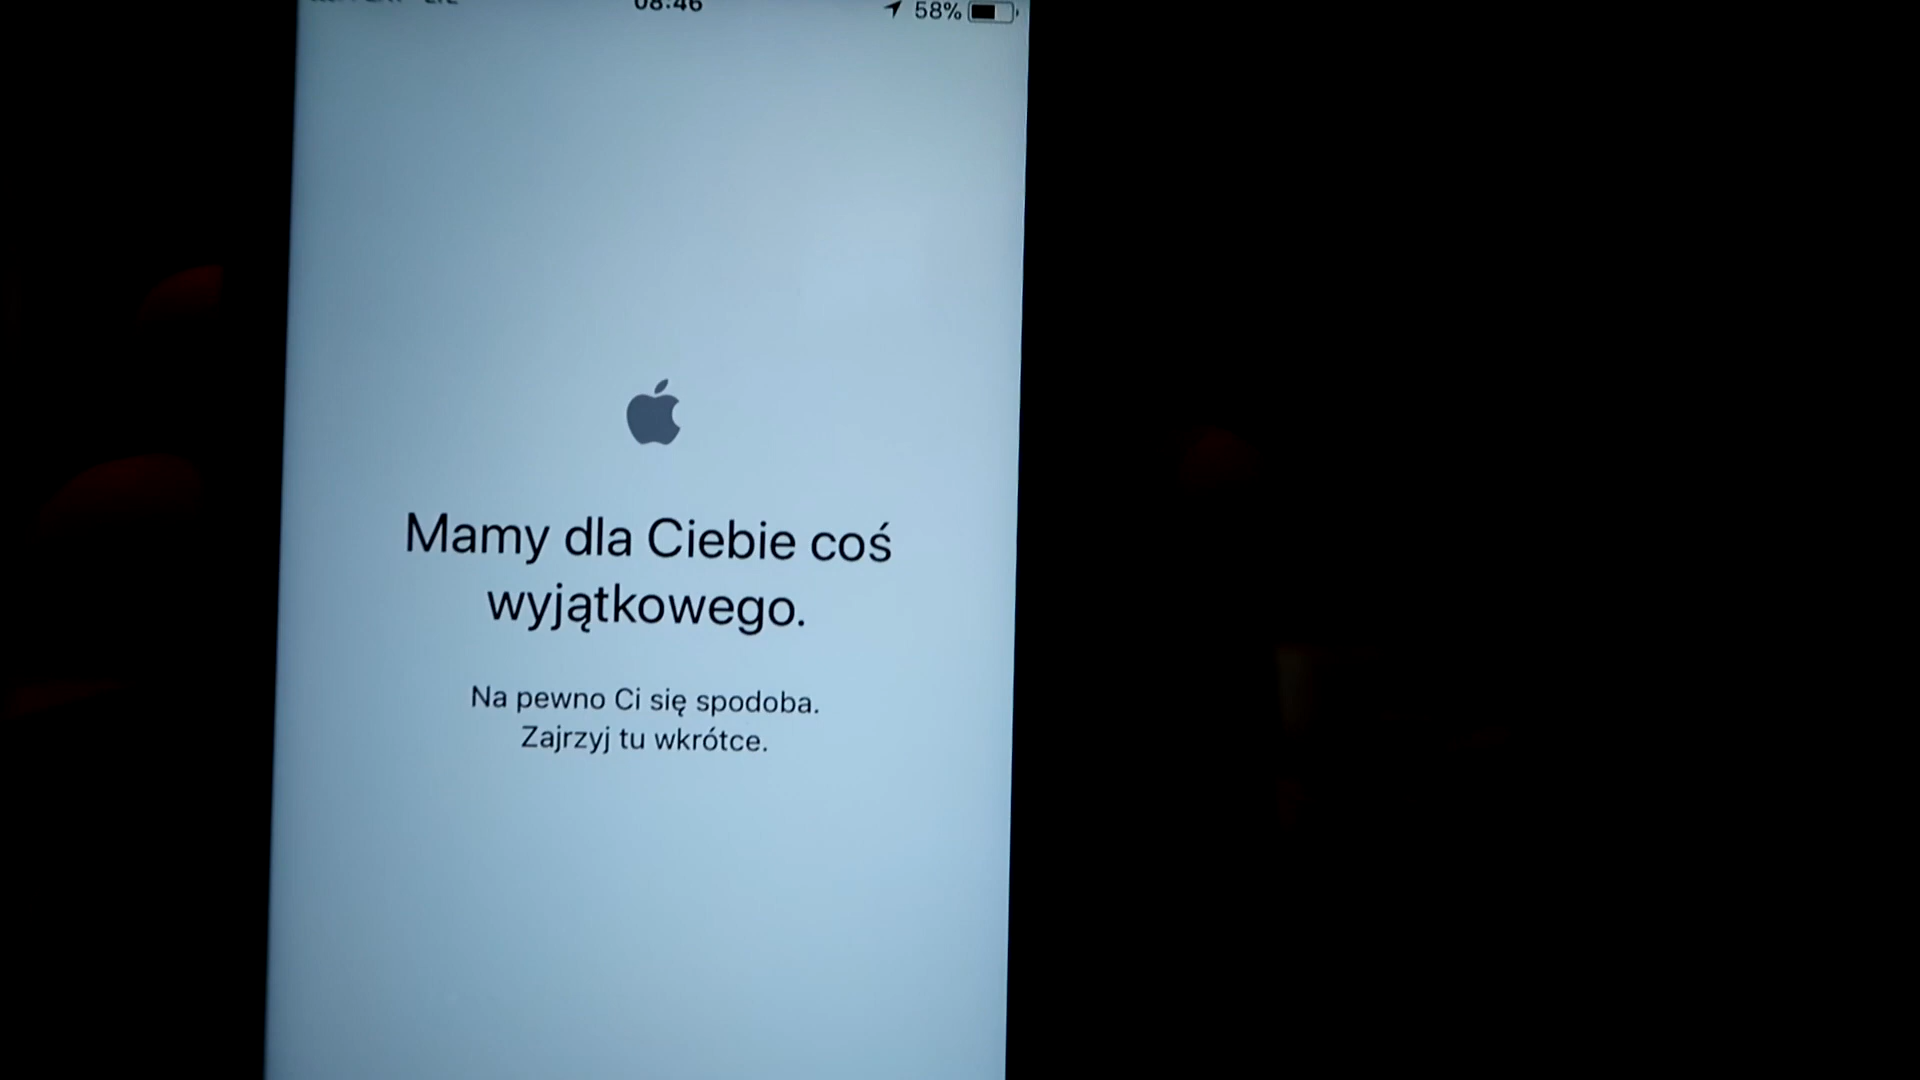 08:46 58%
Mamy dla Ciebie coś
wyjątkowego.
Na pewno Ci się spodoba.
Zajrzyj tu wkrótce.